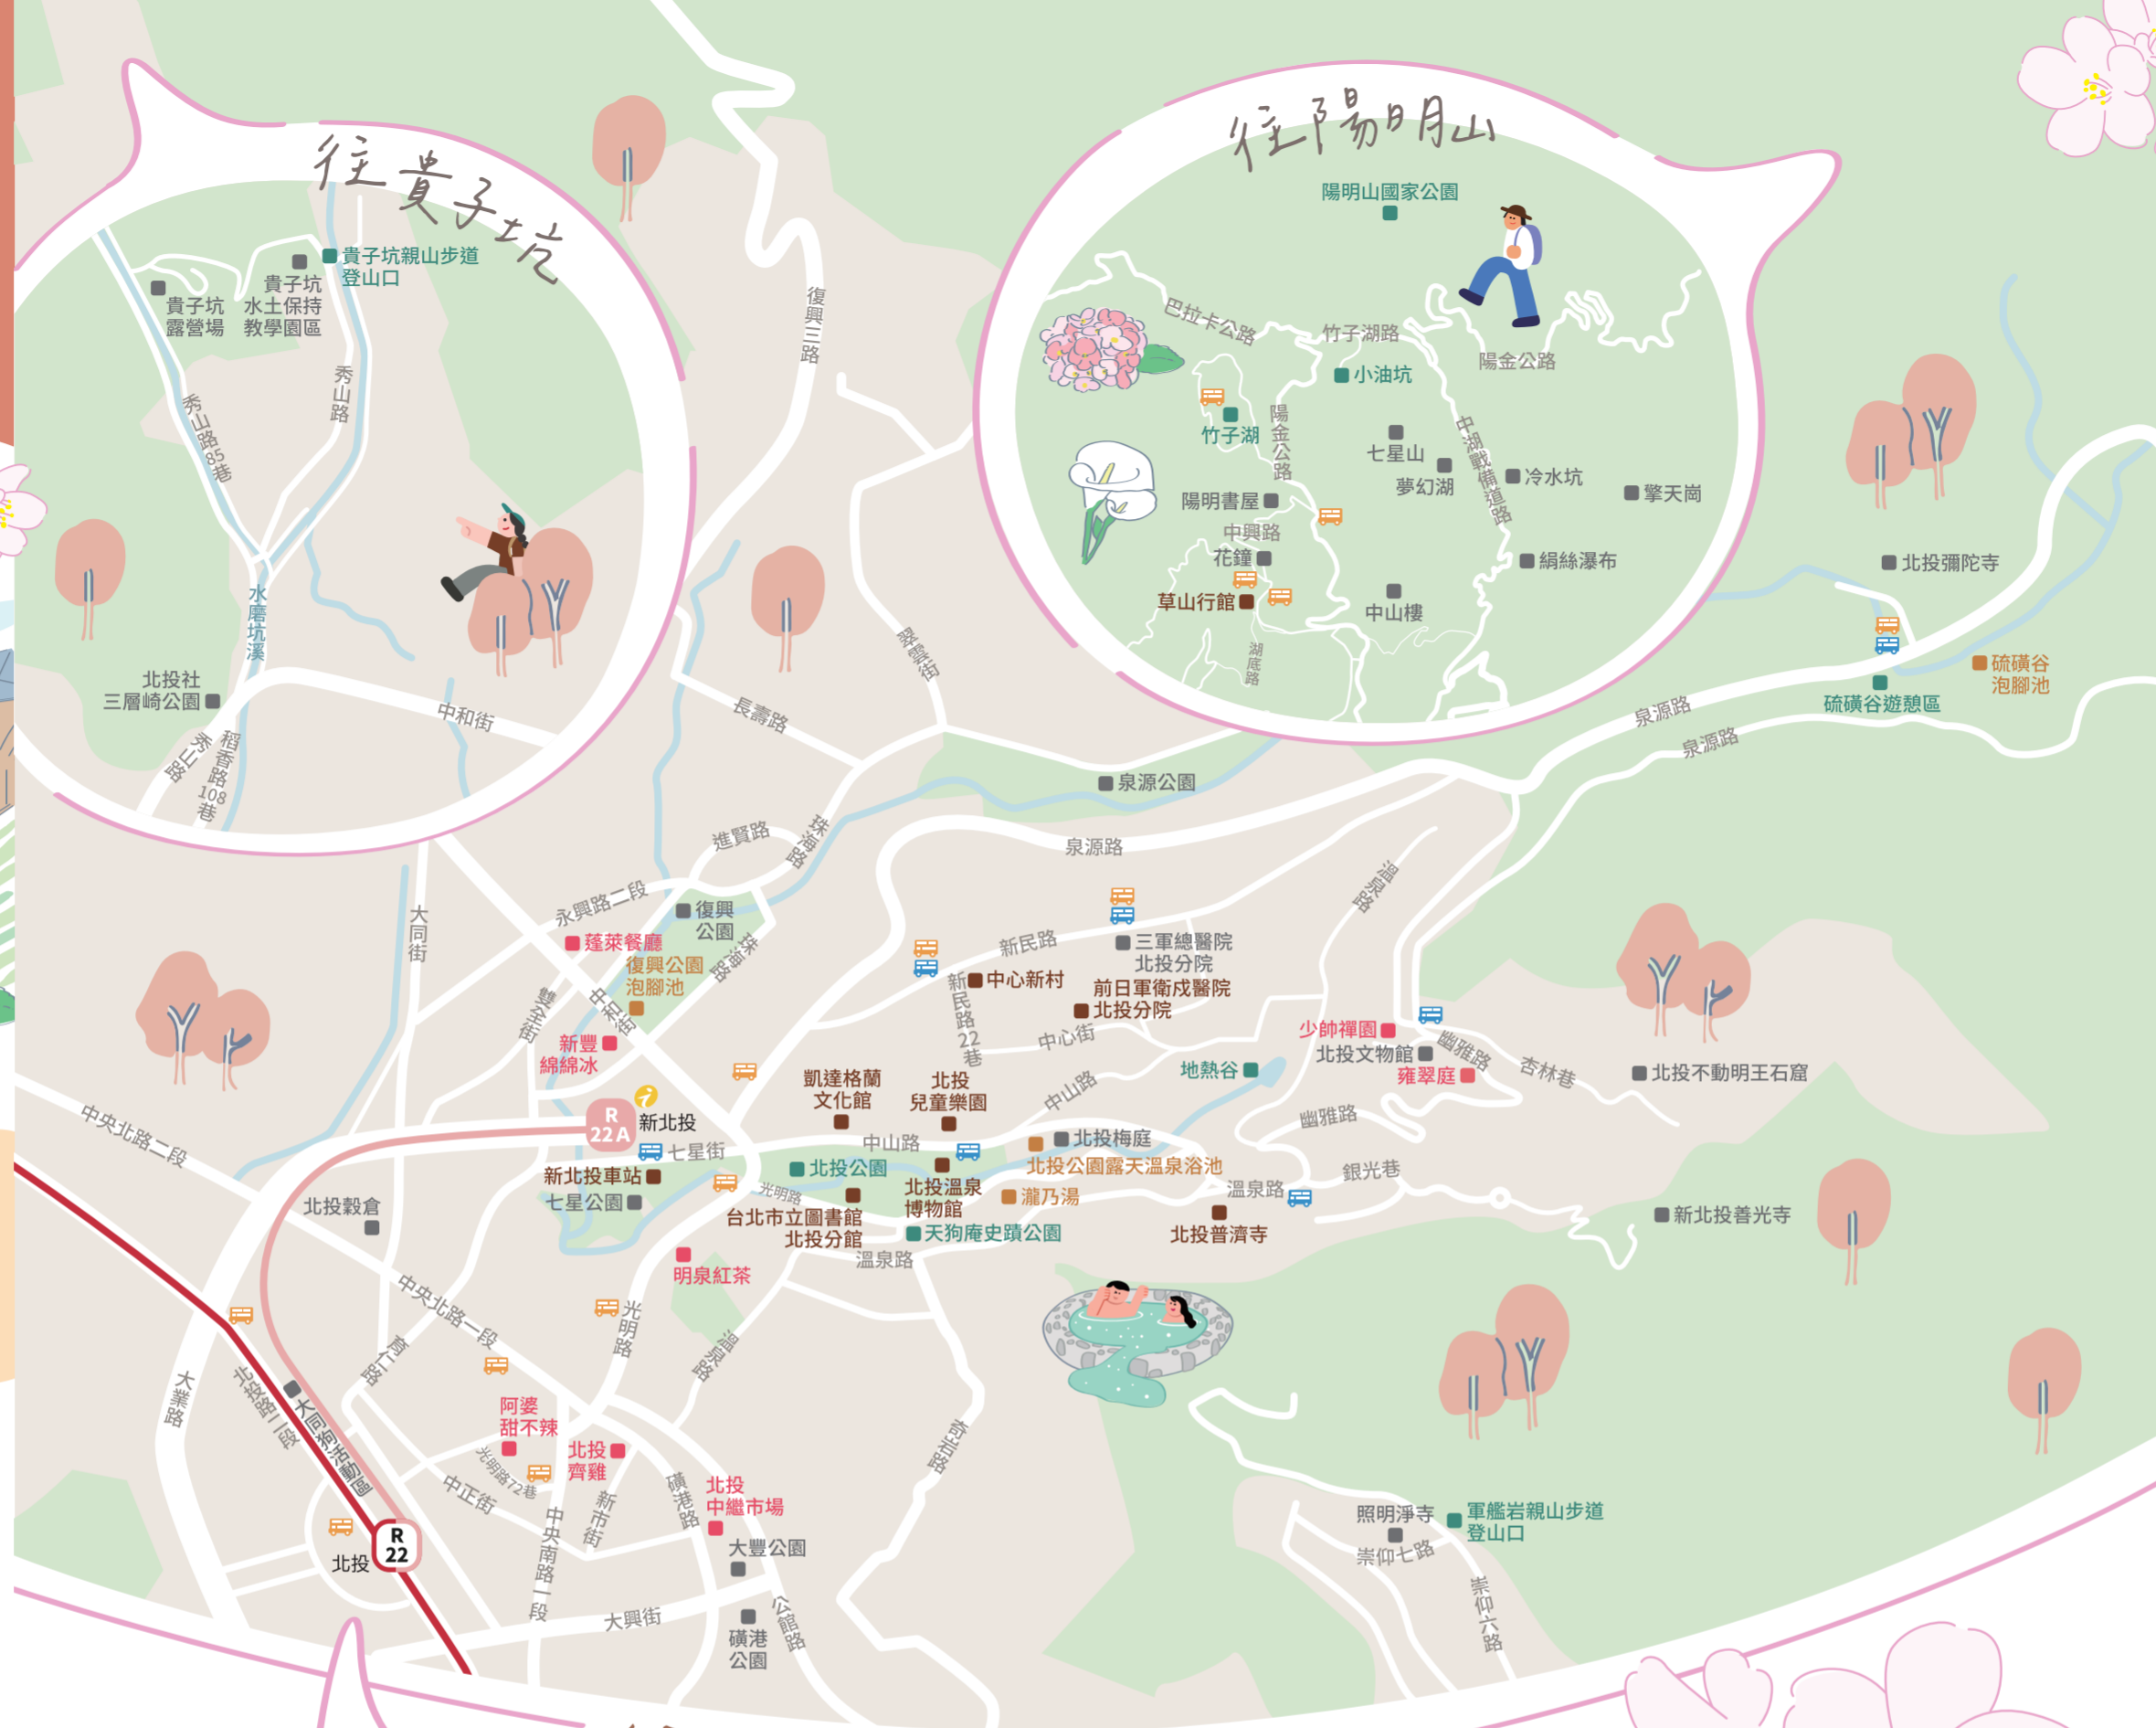 往貴子坑
貴子坑親山步道
登山口
貴子坑
水土保持
教學園區
貴子坑
露營場
秀山路
秀山路85巷
水磨坑溪
北投社
三層崎公園
中和街
秀山路
稻香路108巷
往陽明山
陽明山國家公園
巴拉卡公路
竹子湖路
陽金公路
小油坑
竹子湖
陽金公路
七星山
夢幻湖
中湖戰備道路
冷水坑
擎天崗
陽明書屋
中興路
花鐘
絹絲瀑布
草山行館
中山樓
湖底路
復興三路
翠雲街
長壽路
北投彌陀寺
硫磺谷
泡腳池
硫磺谷遊憩區
泉源路
泉源路
泉源公園
進賢路
珠海路
泉源路
溫泉路
永興路二段
大同街
復興
公園
蓬萊餐廳
復興公園
泡腳池
珠海路
中和街
雙全街
新豐
綿綿冰
新民路
三軍總醫院
北投分院
中心新村
前日軍衛戍醫院
北投分院
新民路22巷
中心街
少帥禪園
北投文物館
雍翠庭
幽雅路
杏林巷
北投不動明王石窟
地熱谷
中山路
幽雅路
凱達格蘭
文化館
北投
兒童樂園
中央北路二段
R
22A
新北投
七星街
中山路
北投梅庭
北投公園露天溫泉浴池
新北投車站
七星公園
北投公園
光明路
北投溫泉
博物館
瀧乃湯
溫泉路
銀光巷
台北市立圖書館
北投分館
天狗庵史蹟公園
北投普濟寺
新北投善光寺
北投穀倉
明泉紅茶
溫泉路
中央北路一段
光明路
溫泉路
育仁路
大業路
北投路二段
大同狗活動區
阿婆
甜不辣
光明路72巷
北投
齊雞
中正街
新市街
磺港路
北投
中繼市場
奇岩路
中央南路一段
R
22
北投
大豐公園
大興街
磺港
公園
公館路
照明淨寺
軍艦岩親山步道
登山口
崇仰七路
崇仰六路